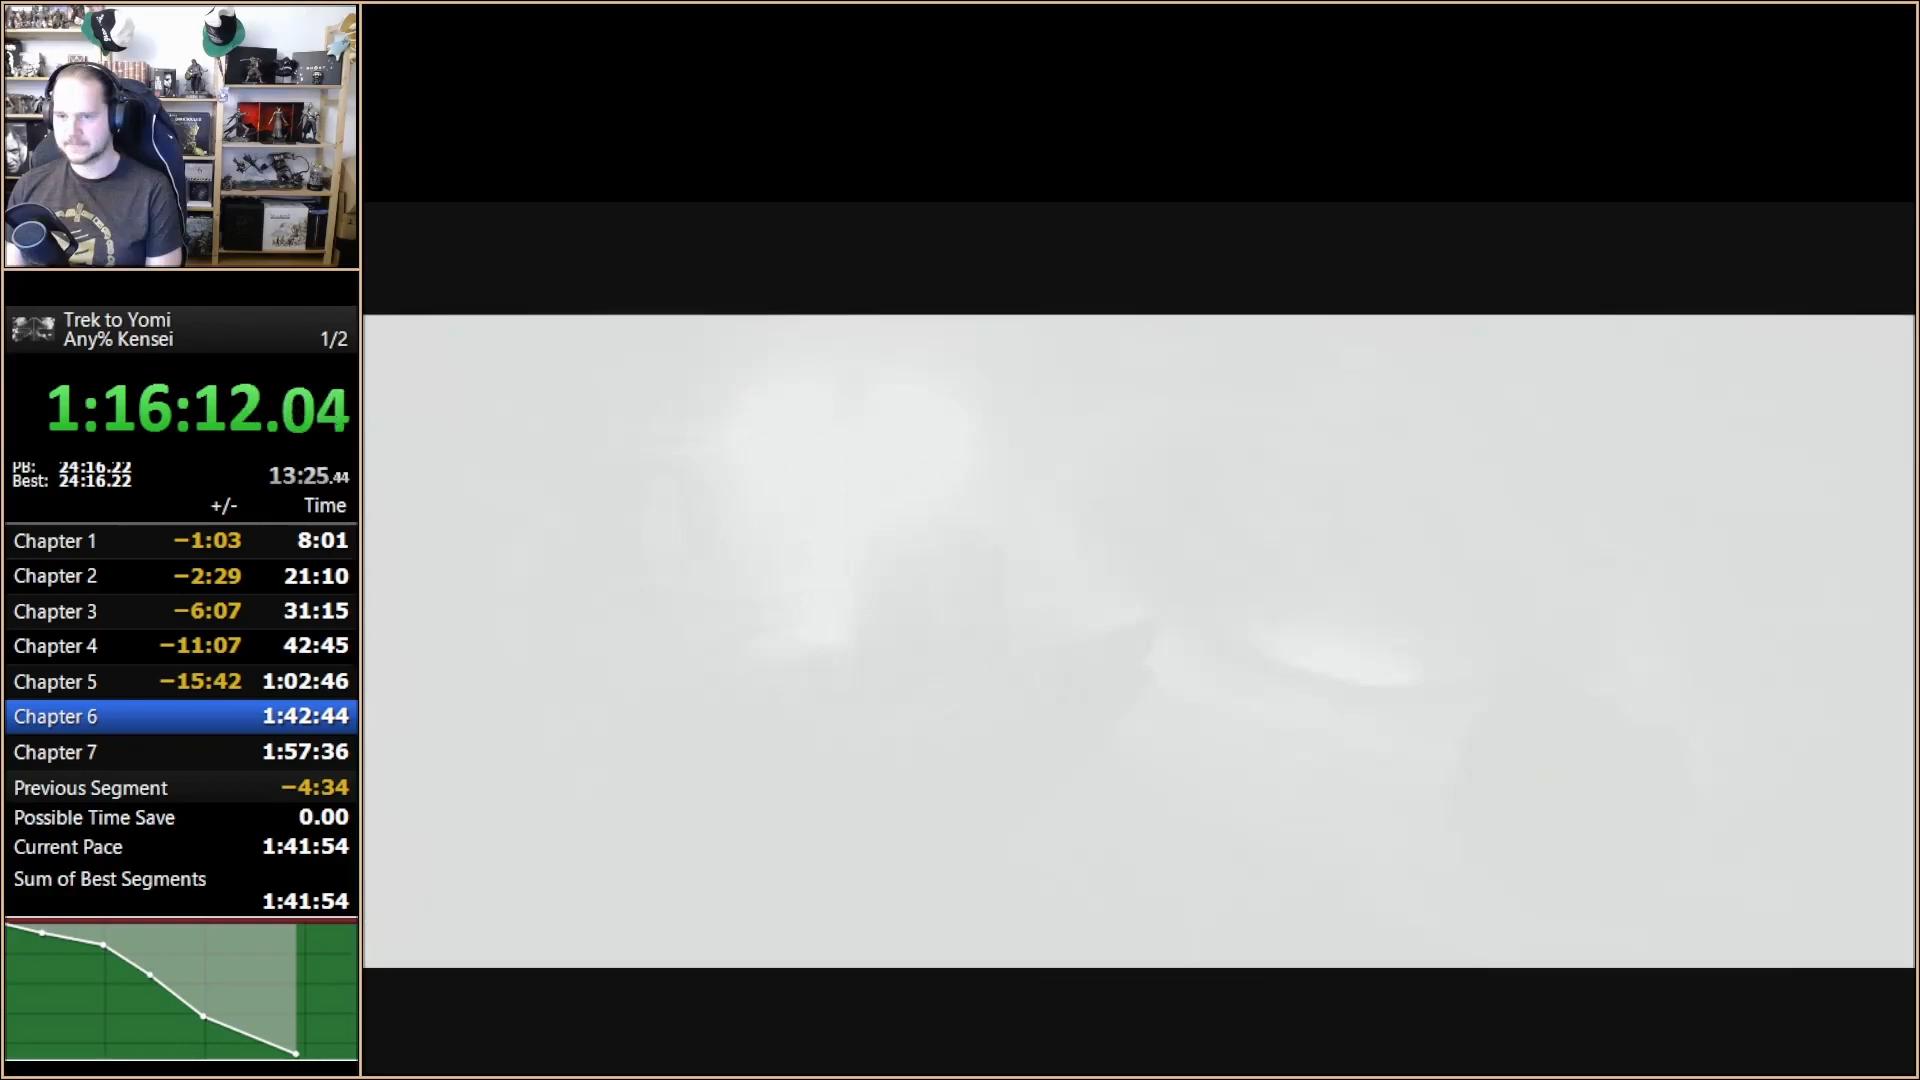 Trek to Yomi
Any% Kensei 1/2
1:16:12.04
PB: 24:16.22
Best: 24:16.22 13:25.44
+/- Time
Chapter 1 −1:03 8:01
Chapter 2 −2:29 21:10
Chapter 3 −6:07 31:15
Chapter 4 −11:07 42:45
Chapter 5 −15:42 1:02:46
Chapter 6 1:42:44
Chapter 7 1:57:36
Previous Segment −4:34
Possible Time Save 0.00
Current Pace 1:41:54
Sum of Best Segments
1:41:54